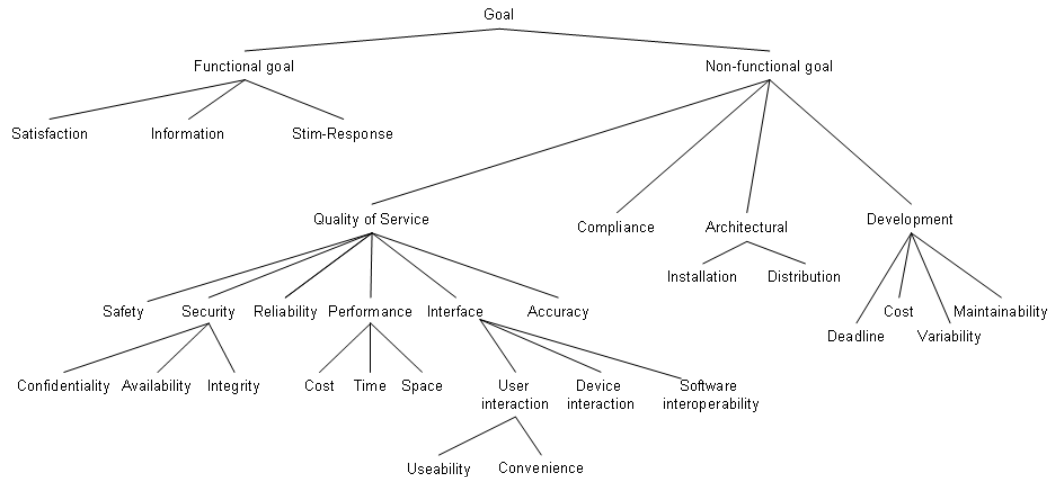 Goal
Functional goal
Non-functional goal
Satisfaction
Information
Stim-Response
Quality of Service
Compliance
Architectural
Development
Installation
Distribution
Safety
Security
Reliability
Performance
Interface
Accuracy
Cost
Maintainability
Deadline
Variability
Confidentiality
Availability
Integrity
Cost
Time
Space
User
interaction
Device
interaction
Software
interoperability
Useability
Convenience